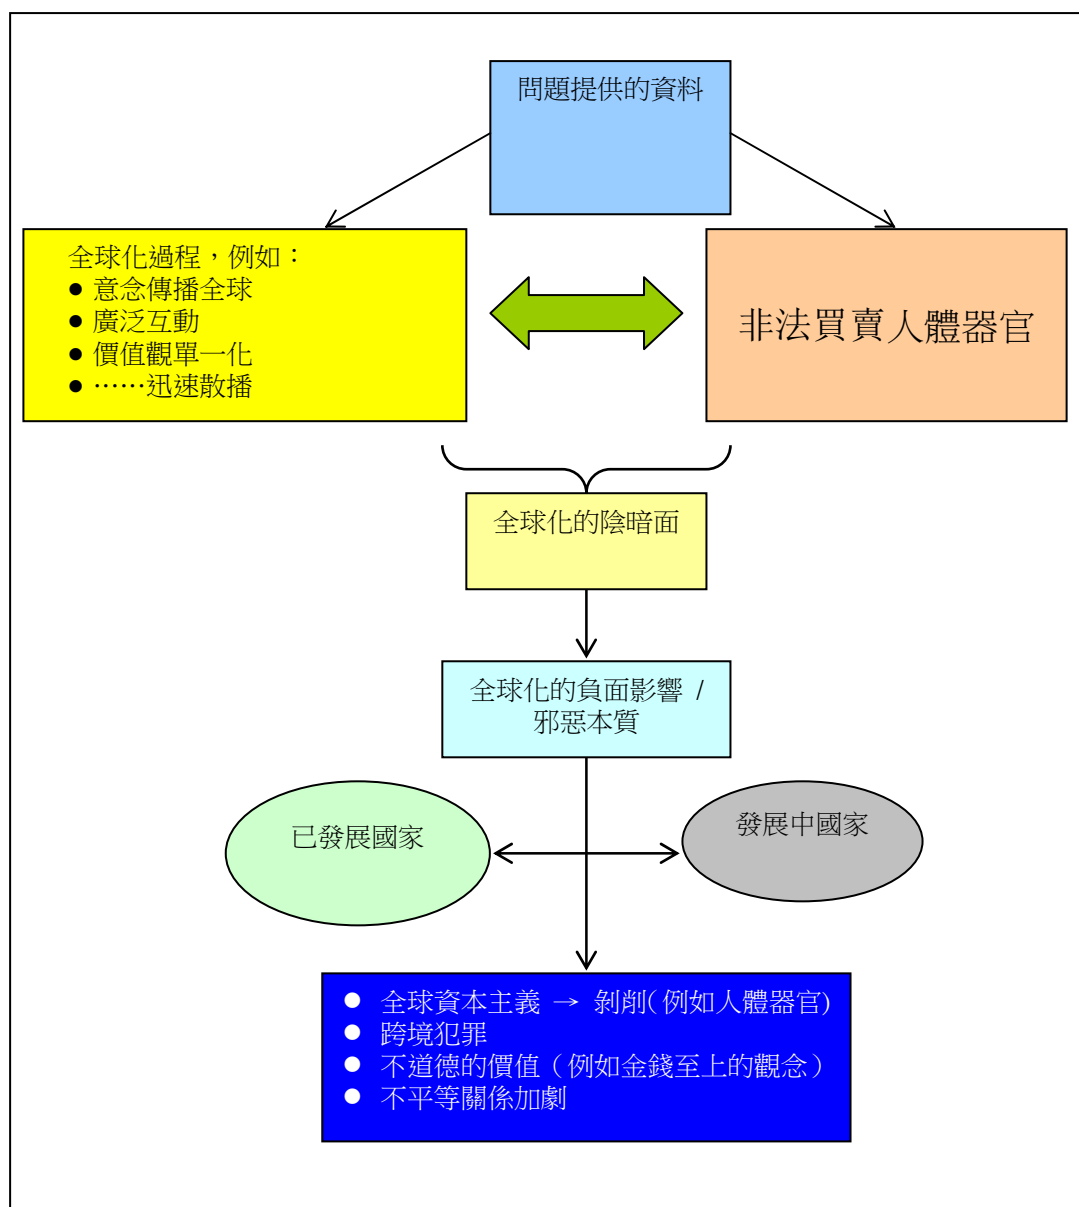 問題提供的資料
全球化過程，例如：
● 意念傳播全球
● 廣泛互動
● 價值觀單一化
● ⋯⋯迅速散播
非法買賣人體器官
全球化的陰暗面
全球化的負面影響 /
邪惡本質
已發展國家
發展中國家
● 全球資本主義 → 剝削(例如人體器官)
● 跨境犯罪
● 不道德的價值（例如金錢至上的觀念）
● 不平等關係加劇